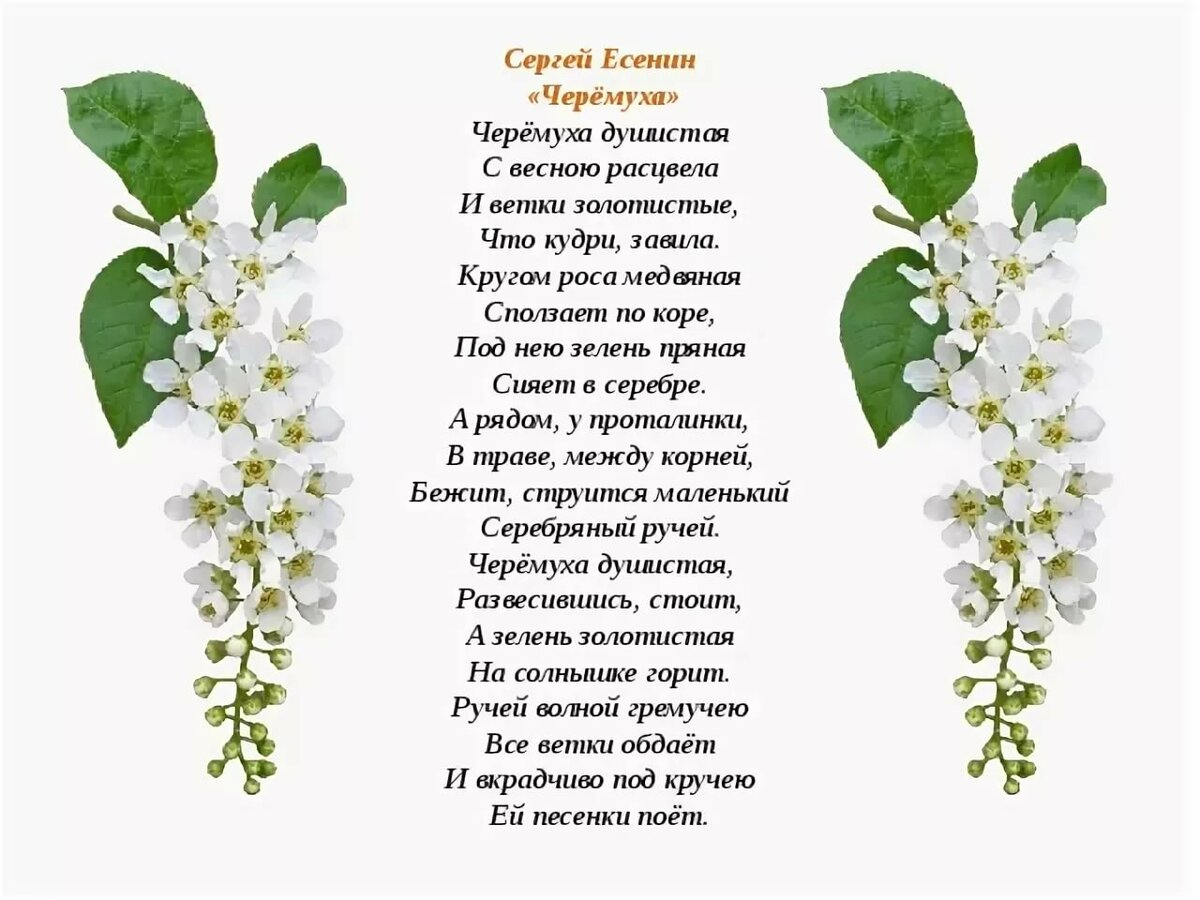 Сергей Есенин
«Черёмуха»
Черёмуха душистая
С весною расцвела
И ветки золотистые,
Что кудри, завила.
Кругом роса медвяная
Сползает по коре,
Под нею зелень пряная
Сияет в серебре.
А рядом, у проталинки,
В траве, между корней,
Бежит, струится маленький
Серебряный ручей.
Черёмуха душистая,
Развесившись, стоит,
А зелень золотистая
На солнышке горит.
Ручей волной гремучею
Все ветки обдаёт
И вкрадчиво под кручею
Ей песенки поёт.